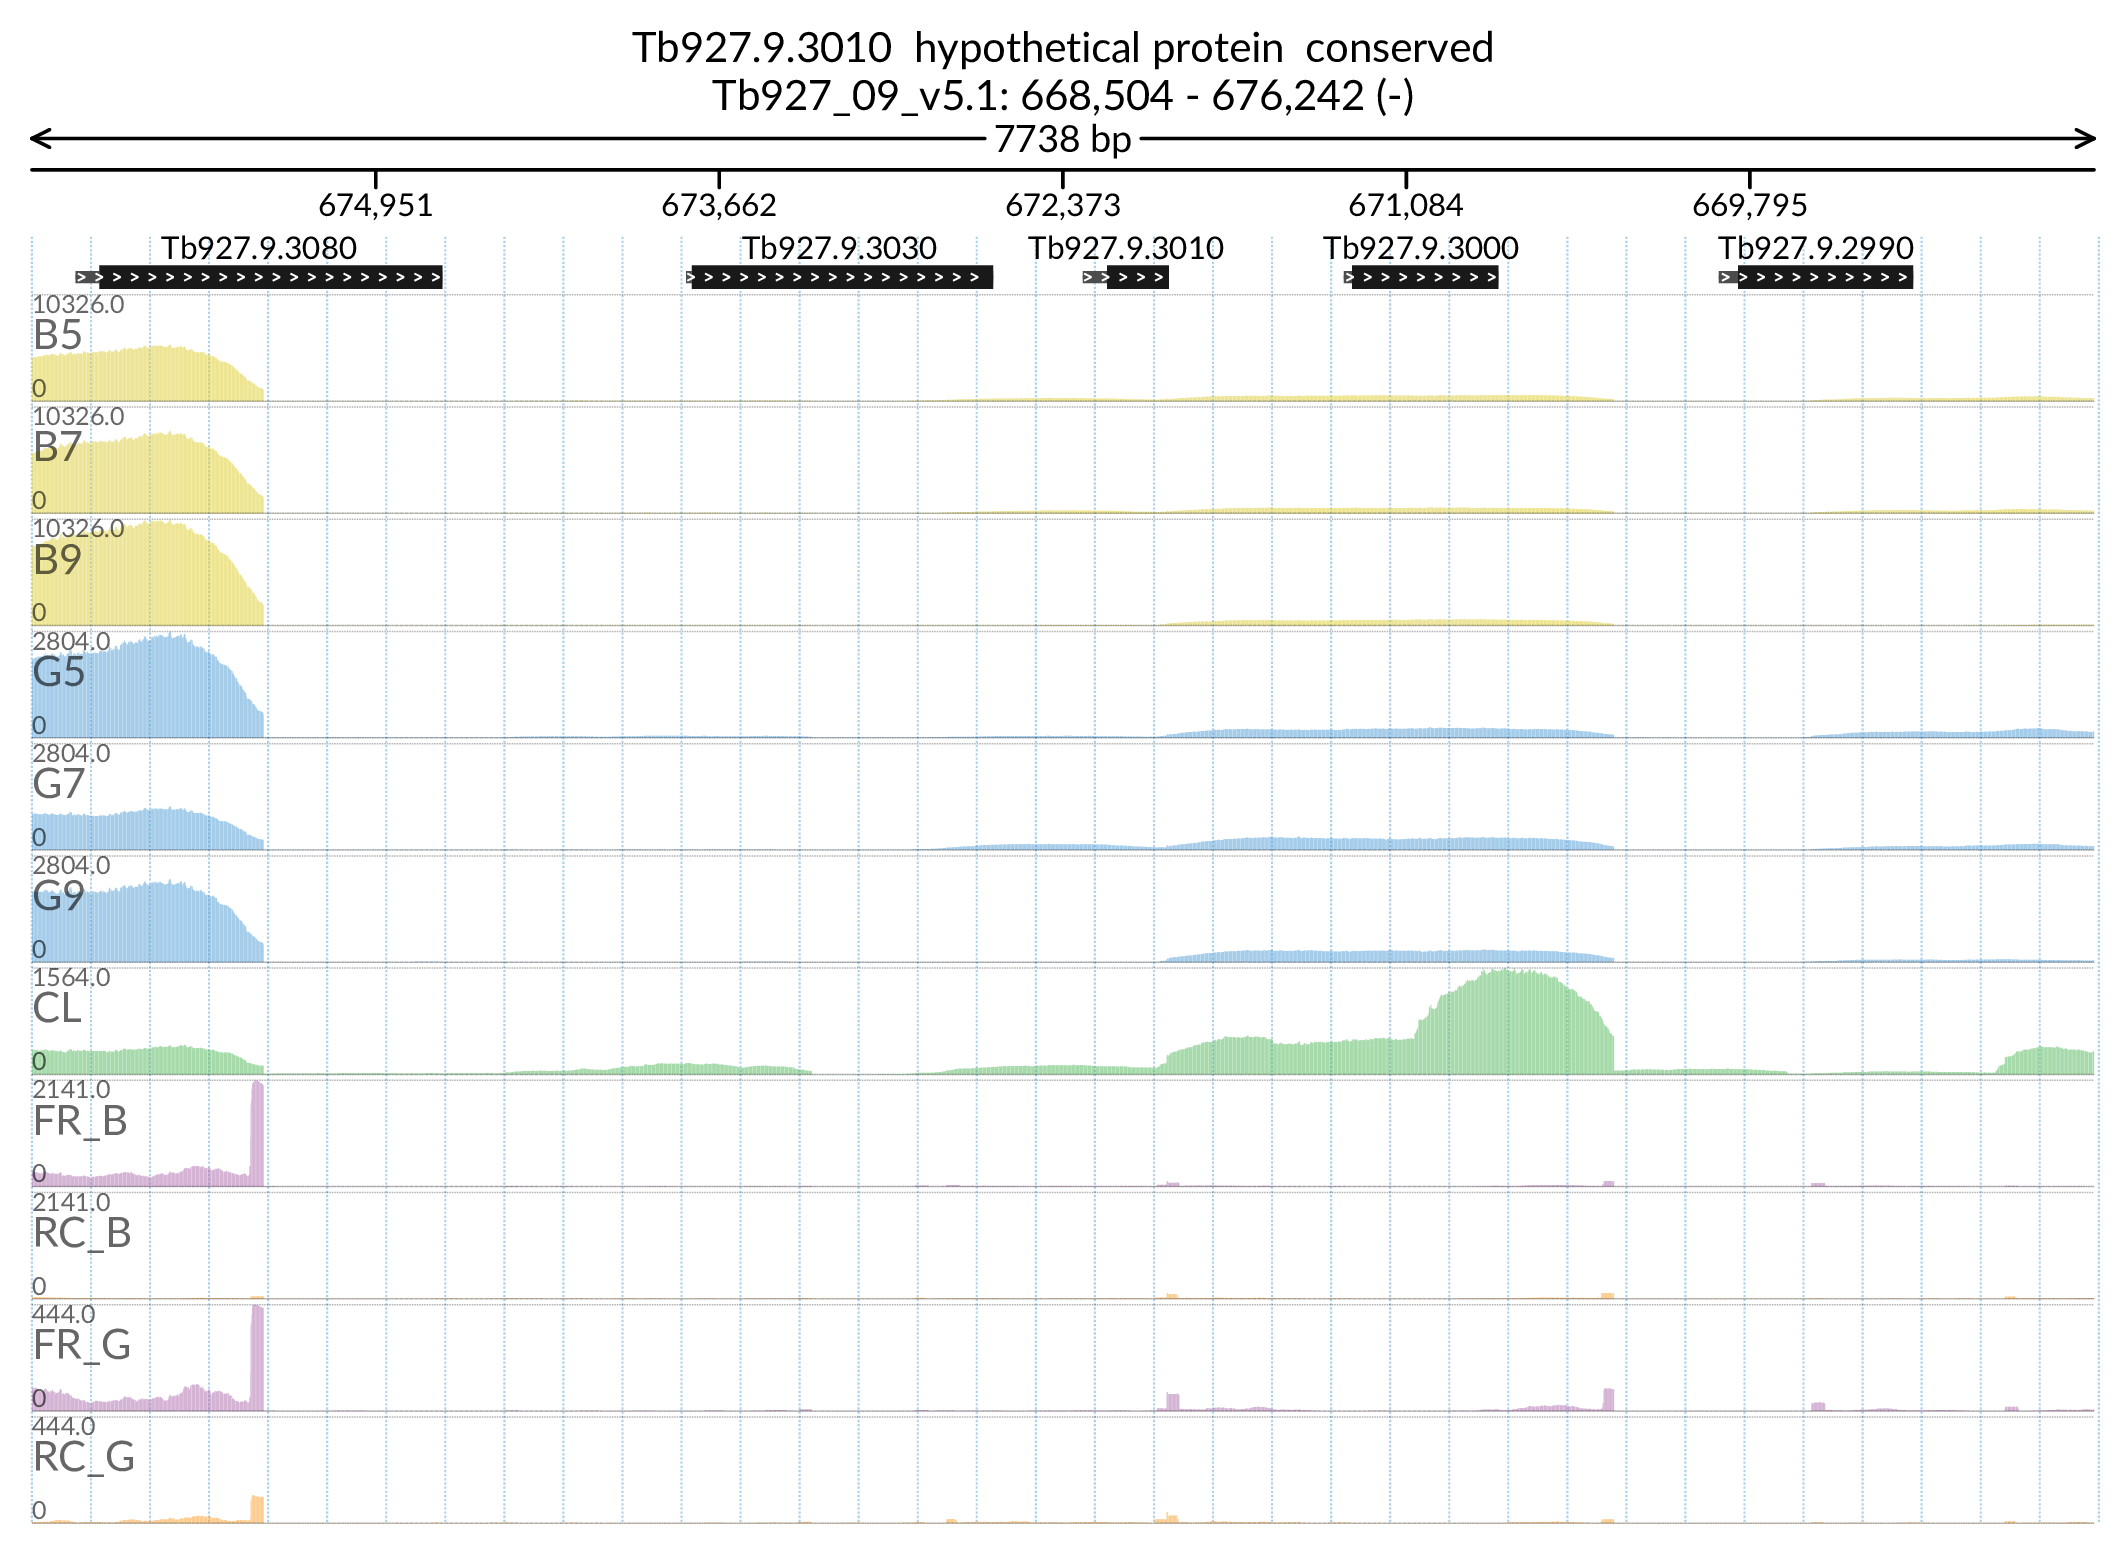 Tb927.9.3010 hypothetical protein conserved
Tb927_09_v5.1: 668,504 - 676,242 (-)
7738 bp
674,951 673,662 672,373 671,084 669,795
Tb927.9.3080 Tb927.9.3030 Tb927.9.3010 Tb927.9.3000 Tb927.9.2990
10326.0
B5
0
10326.0
B7
0
10326.0
B9
0
2804.0
G5
0
2804.0
G7
0
2804.0
G9
0
1564.0
CL
0
2141.0
FR_B
0
2141.0
RC_B
0
444.0
FR_G
0
444.0
RC_G
0